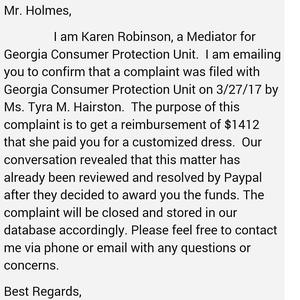 Mr. Holmes,
I am Karen Robinson, a Mediator for
Georgia Consumer Protection Unit.  I am emailing
you to confirm that a complaint was filed with
Georgia Consumer Protection Unit on 3/27/17 by
Ms. Tyra M. Hairston.  The purpose of this
complaint is to get a reimbursement of $1412
that she paid you for a customized dress.  Our
conversation revealed that this matter has
already been reviewed and resolved by Paypal
after they decided to award you the funds. The
complaint will be closed and stored in our
database accordingly. Please feel free to contact
me via phone or email with any questions or
concerns.
Best Regards,